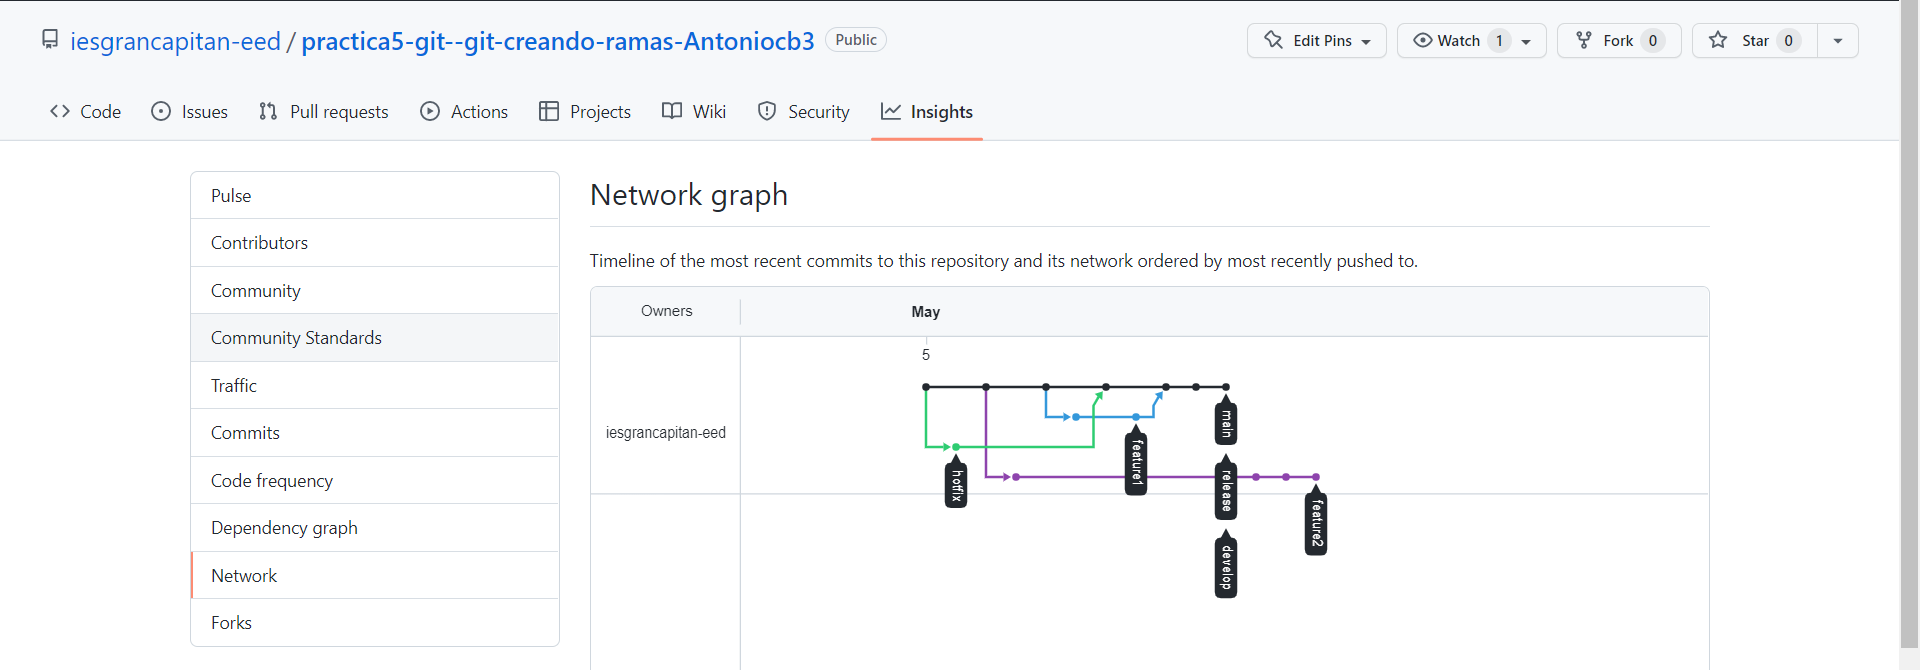 iesgrancapitan-eed / practica5-git--git-creando-ramas-Antoniocb3 Public
Edit Pins Watch 1 Fork 0 Star 0
Code Issues Pull requests Actions Projects Wiki Security Insights
Pulse
Contributors
Community
Community Standards
Traffic
Commits
Code frequency
Dependency graph
Network
Forks
Network graph
Timeline of the most recent commits to this repository and its network ordered by most recently pushed to.
Owners May
5
iesgrancapitan-eed
main
feature1
hotfix
release
feature2
develop